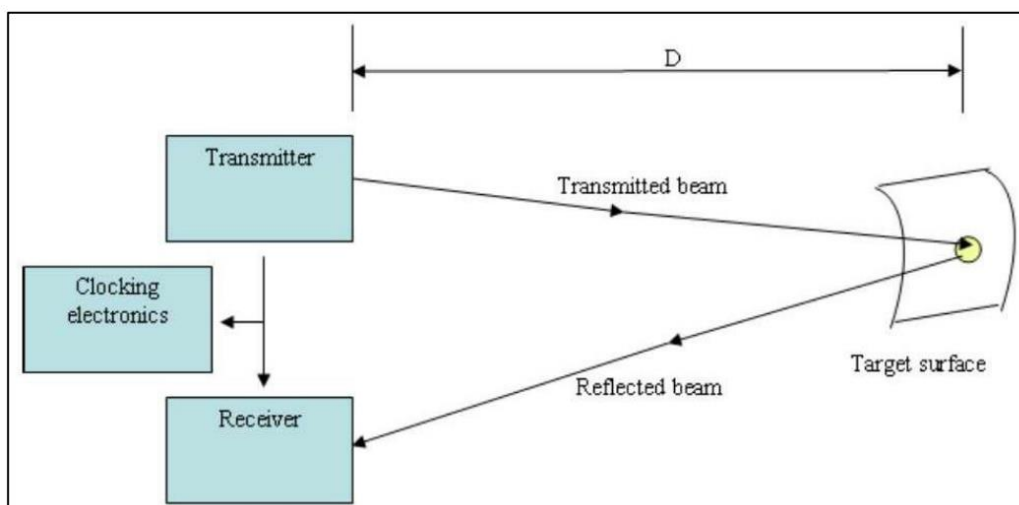 D
Transmitter
Transmitted beam
Clocking
electronics
Target surface
Reflected beam
Receiver